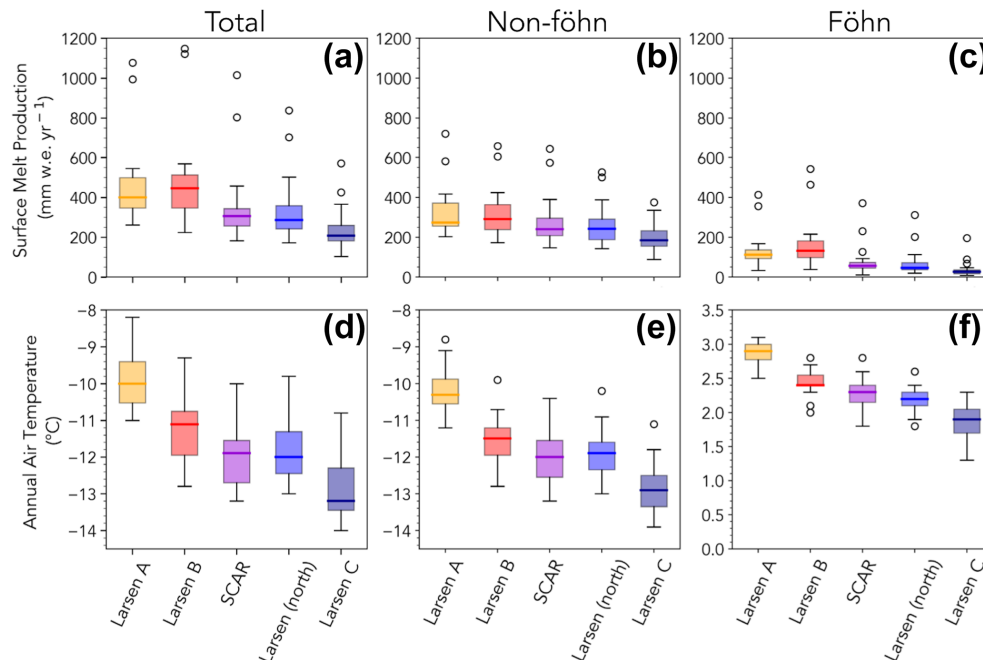 Total
Non-föhn
Föhn
Surface Melt Production
(mm w.e. yr⁻¹)
1200
1000
800
600
400
200
0
(a)
1200
1000
800
600
400
200
0
(b)
1200
1000
800
600
400
200
0
(c)
Annual Air Temperature
(°C)
−8
−9
−10
−11
−12
−13
−14
(d)
−8
−9
−10
−11
−12
−13
−14
(e)
3.5
3.0
2.5
2.0
1.5
1.0
0.5
0.0
(f)
Larsen A
Larsen B
SCAR
Larsen (north)
Larsen C
Larsen A
Larsen B
SCAR
Larsen (north)
Larsen C
Larsen A
Larsen B
SCAR
Larsen (north)
Larsen C